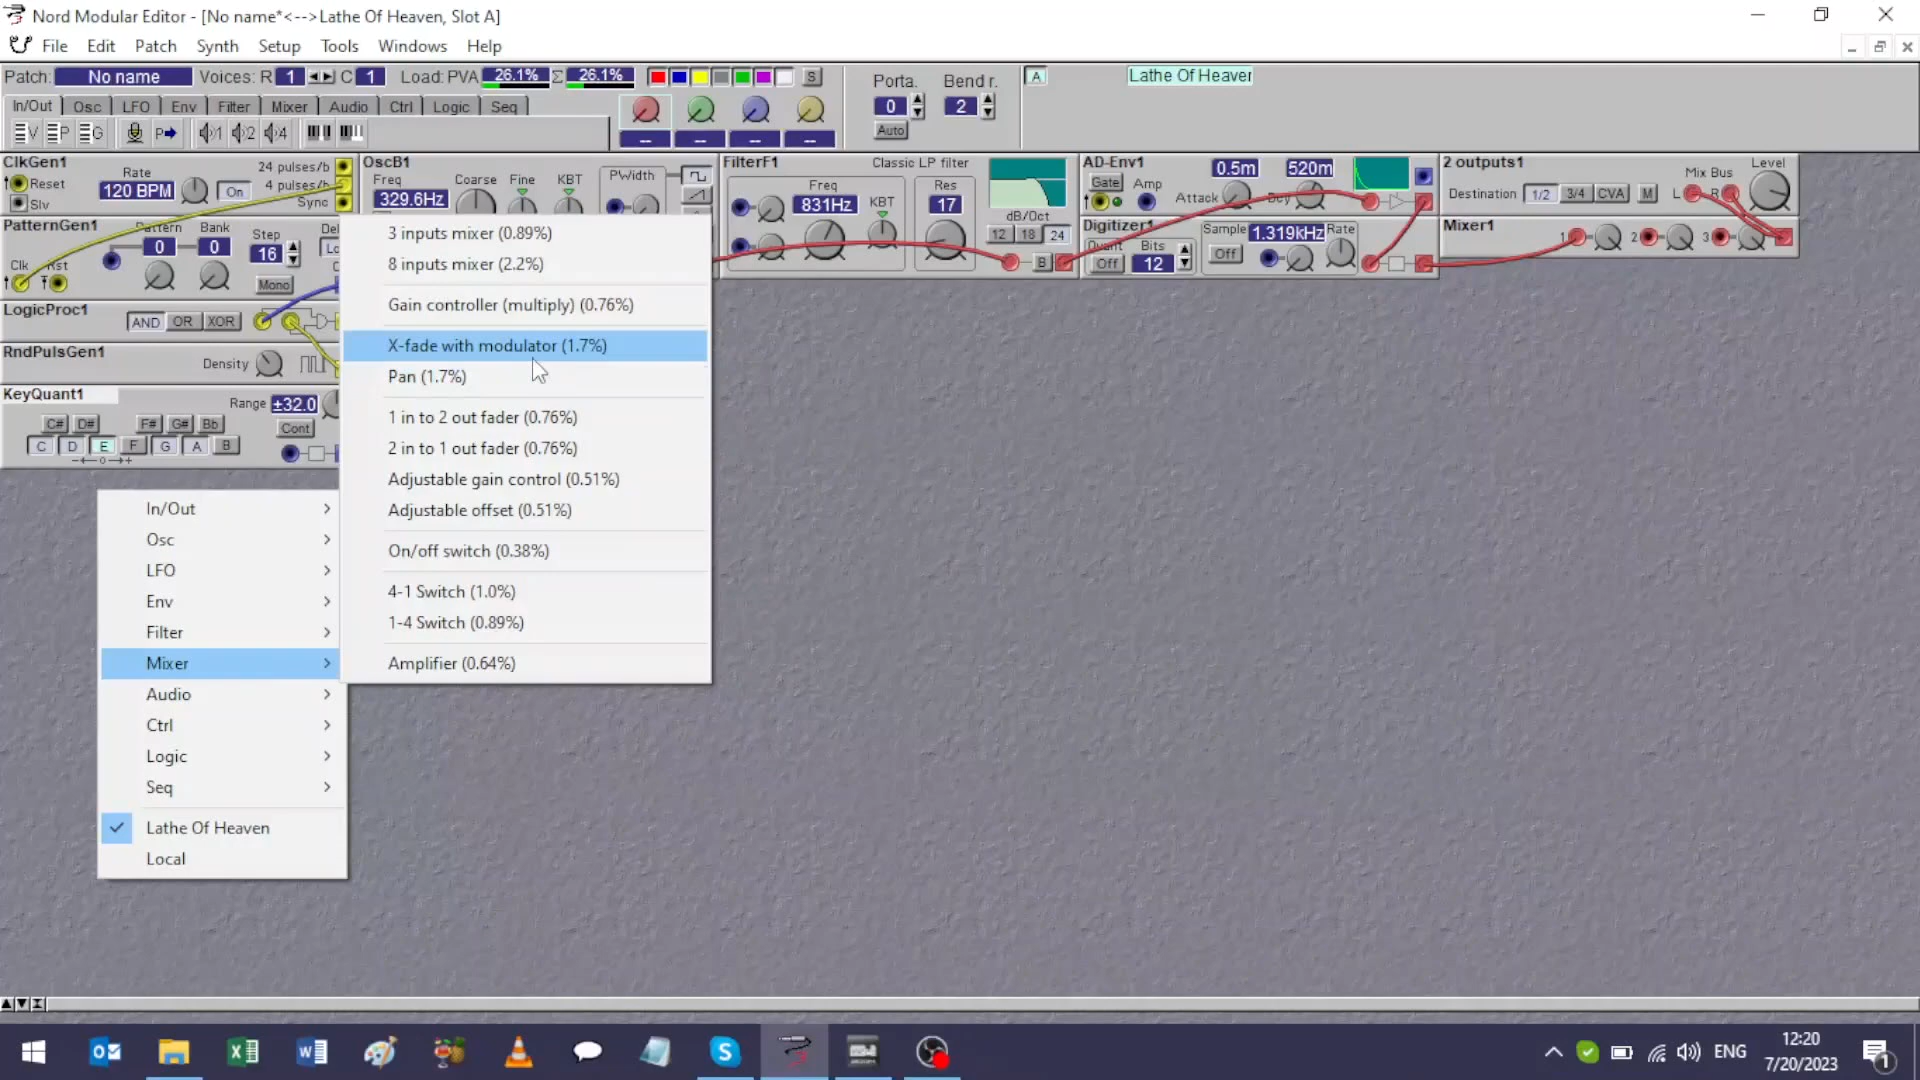 Nord Modular Editor - [No name*<-->Lathe Of Heaven, Slot A]
File Edit Patch Synth Setup Tools Windows Help
Patch: No name Voices: R 1 C 1 Load: PVA 26.1% Σ 26.1% S
Porta. Bend r. A Lathe Of Heaven
In/Out Osc LFO Env Filter Mixer Audio Ctrl Logic Seq
0 2
V P G P 1 2 4
-- -- -- -- Auto
ClkGen1 24 pulses/b
Reset Rate 120 BPM On 4 pulses/b
Slv Sync
OscB1
Freq Coarse Fine KBT PWidth
329.6Hz
FilterF1 Classic LP filter
Freq Res
831Hz KBT 17
dB/Oct
12 18 24
B
AD-Env1 0.5m 520m
Gate Amp Attack
2 outputs1 Mix Bus Level
Destination 1/2 3/4 CVA M L R
Digitizer1 Sample 1.319kHz Rate
Quant Bits
Off 12 Off
Mixer1 1 2 3
PatternGen1 Pattern Bank Step
0 0 16
Clk Rst Mono
LogicProc1 AND OR XOR
RndPulsGen1
Density
KeyQuant1
Range ±32.0
C# D# F# G# Bb Cont
C D E F G A B
3 inputs mixer (0.89%)
8 inputs mixer (2.2%)
Gain controller (multiply) (0.76%)
X-fade with modulator (1.7%)
Pan (1.7%)
1 in to 2 out fader (0.76%)
2 in to 1 out fader (0.76%)
Adjustable gain control (0.51%)
Adjustable offset (0.51%)
On/off switch (0.38%)
4-1 Switch (1.0%)
1-4 Switch (0.89%)
Amplifier (0.64%)
In/Out
Osc
LFO
Env
Filter
Mixer
Audio
Ctrl
Logic
Seq
Lathe Of Heaven
Local
ENG
12:20
7/20/2023
1